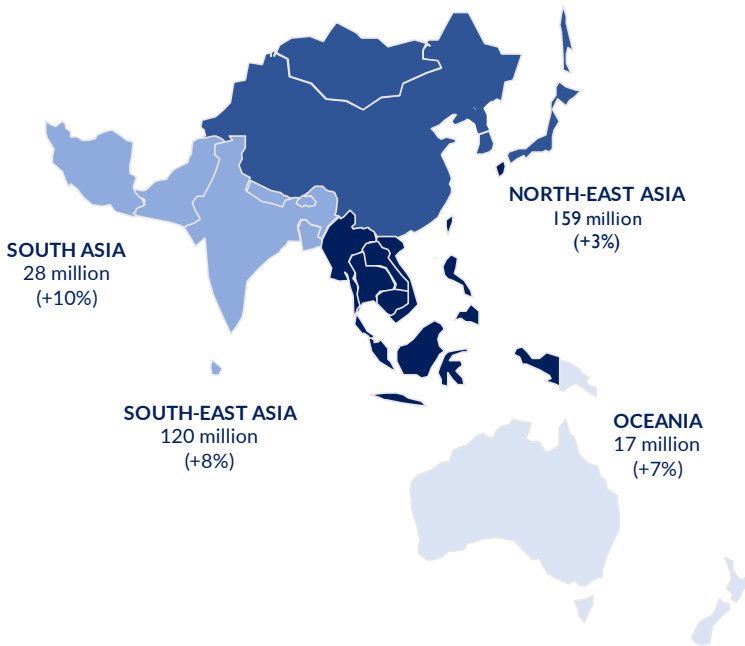 NORTH-EAST ASIA
159 million
(+3%)
SOUTH ASIA
28 million
(+10%)
SOUTH-EAST ASIA
120 million
(+8%)
OCEANIA
17 million
(+7%)